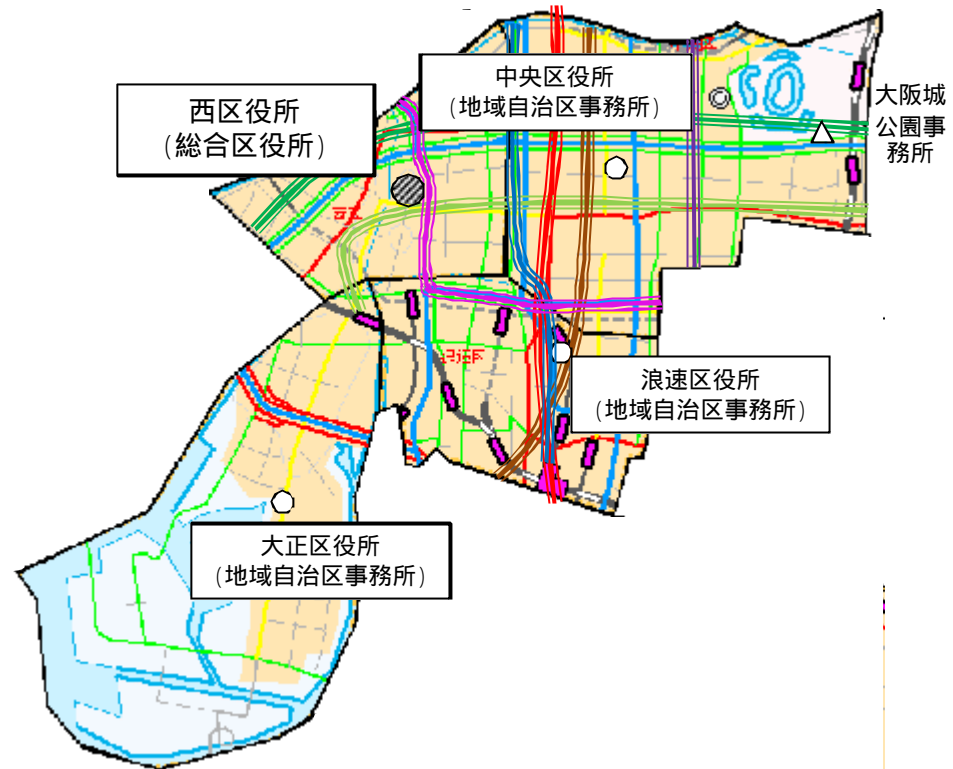 中央区役所
(地域自治区事務所)
西区役所
(総合区役所)
大阪城
公園事
務所
浪速区役所
(地域自治区事務所)
大正区役所
(地域自治区事務所)